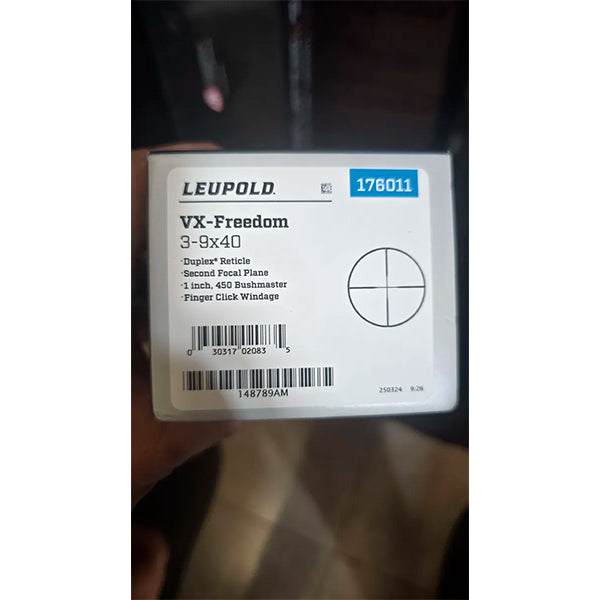 LEUPOLD®
176011
VX-Freedom
3-9x40
·Duplex® Reticle
·Second Focal Plane
·1 inch, 450 Bushmaster
·Finger Click Windage
0 30317 02083 5
148789AM
250324 9:26